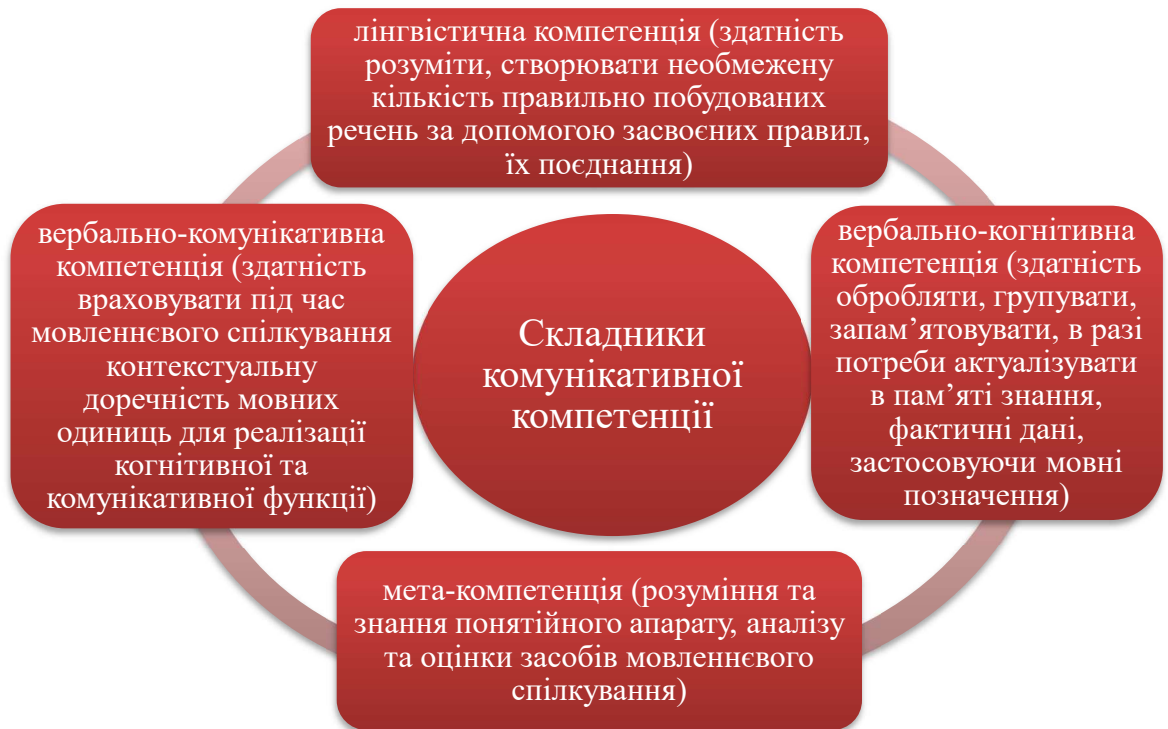 лінгвістична компетенція (здатність
розуміти, створювати необмежену
кількість правильно побудованих
речень за допомогою засвоєних правил,
їх поєднання)
вербально-комунікативна
компетенція (здатність
враховувати під час
мовленнєвого спілкування
контекстуальну
доречність мовних
одиниць для реалізації
когнітивної та
комунікативної функції)
Складники
комунікативної
компетенції
вербально-когнітивна
компетенція (здатність
обробляти, групувати,
запам’ятовувати, в разі
потреби актуалізувати
в пам’яті знання,
фактичні дані,
застосовуючи мовні
позначення)
мета-компетенція (розуміння та
знання понятійного апарату, аналізу
та оцінки засобів мовленнєвого
спілкування)